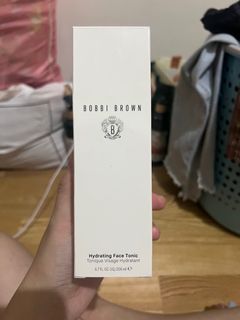 BOBBI BROWN
B
Hydrating Face Tonic
Tonique Visage Hydratant
6.7 FL.OZ.LIQ./200 ml ℮